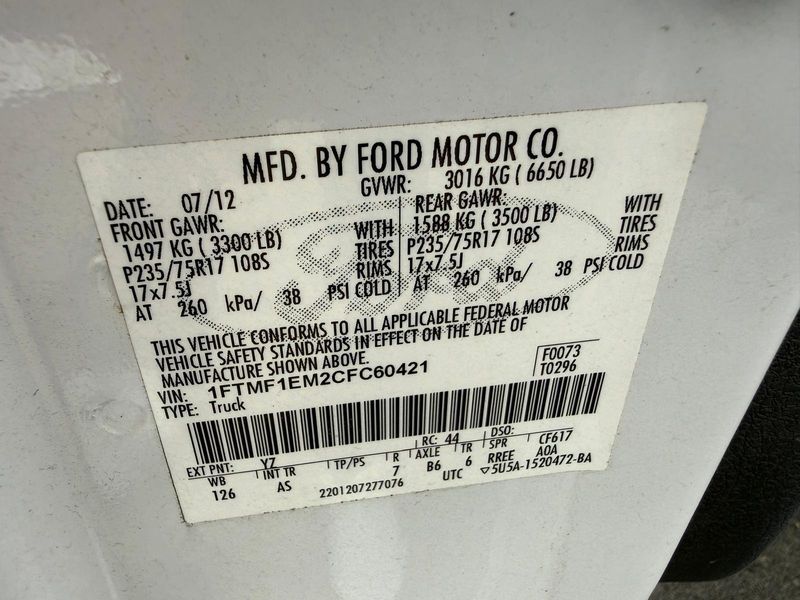 MFD. BY FORD MOTOR CO.
DATE: 07/12 GVWR: 3016 KG ( 6650 LB)
FRONT GAWR: WITH REAR GAWR: WITH
1497 KG ( 3300 LB) TIRES 1588 KG ( 3500 LB) TIRES
P235/75R17 108S RIMS P235/75R17 108S RIMS
17x7.5J 17x7.5J
AT 260 kPa/ 38 PSI COLD AT 260 kPa/ 38 PSI COLD
Ford
THIS VEHICLE CONFORMS TO ALL APPLICABLE FEDERAL MOTOR
VEHICLE SAFETY STANDARDS IN EFFECT ON THE DATE OF
MANUFACTURE SHOWN ABOVE.
VIN: 1FTMF1EM2CFC60421 F0073
TYPE: Truck T0296
EXT PNT: YZ RC: 44 DSO:
WB INT TR TP/PS R AXLE TR SPR CF617
126 AS 7 B6 6 RREE A0A
2201207277076 UTC ▽5U5A-1520472-BA